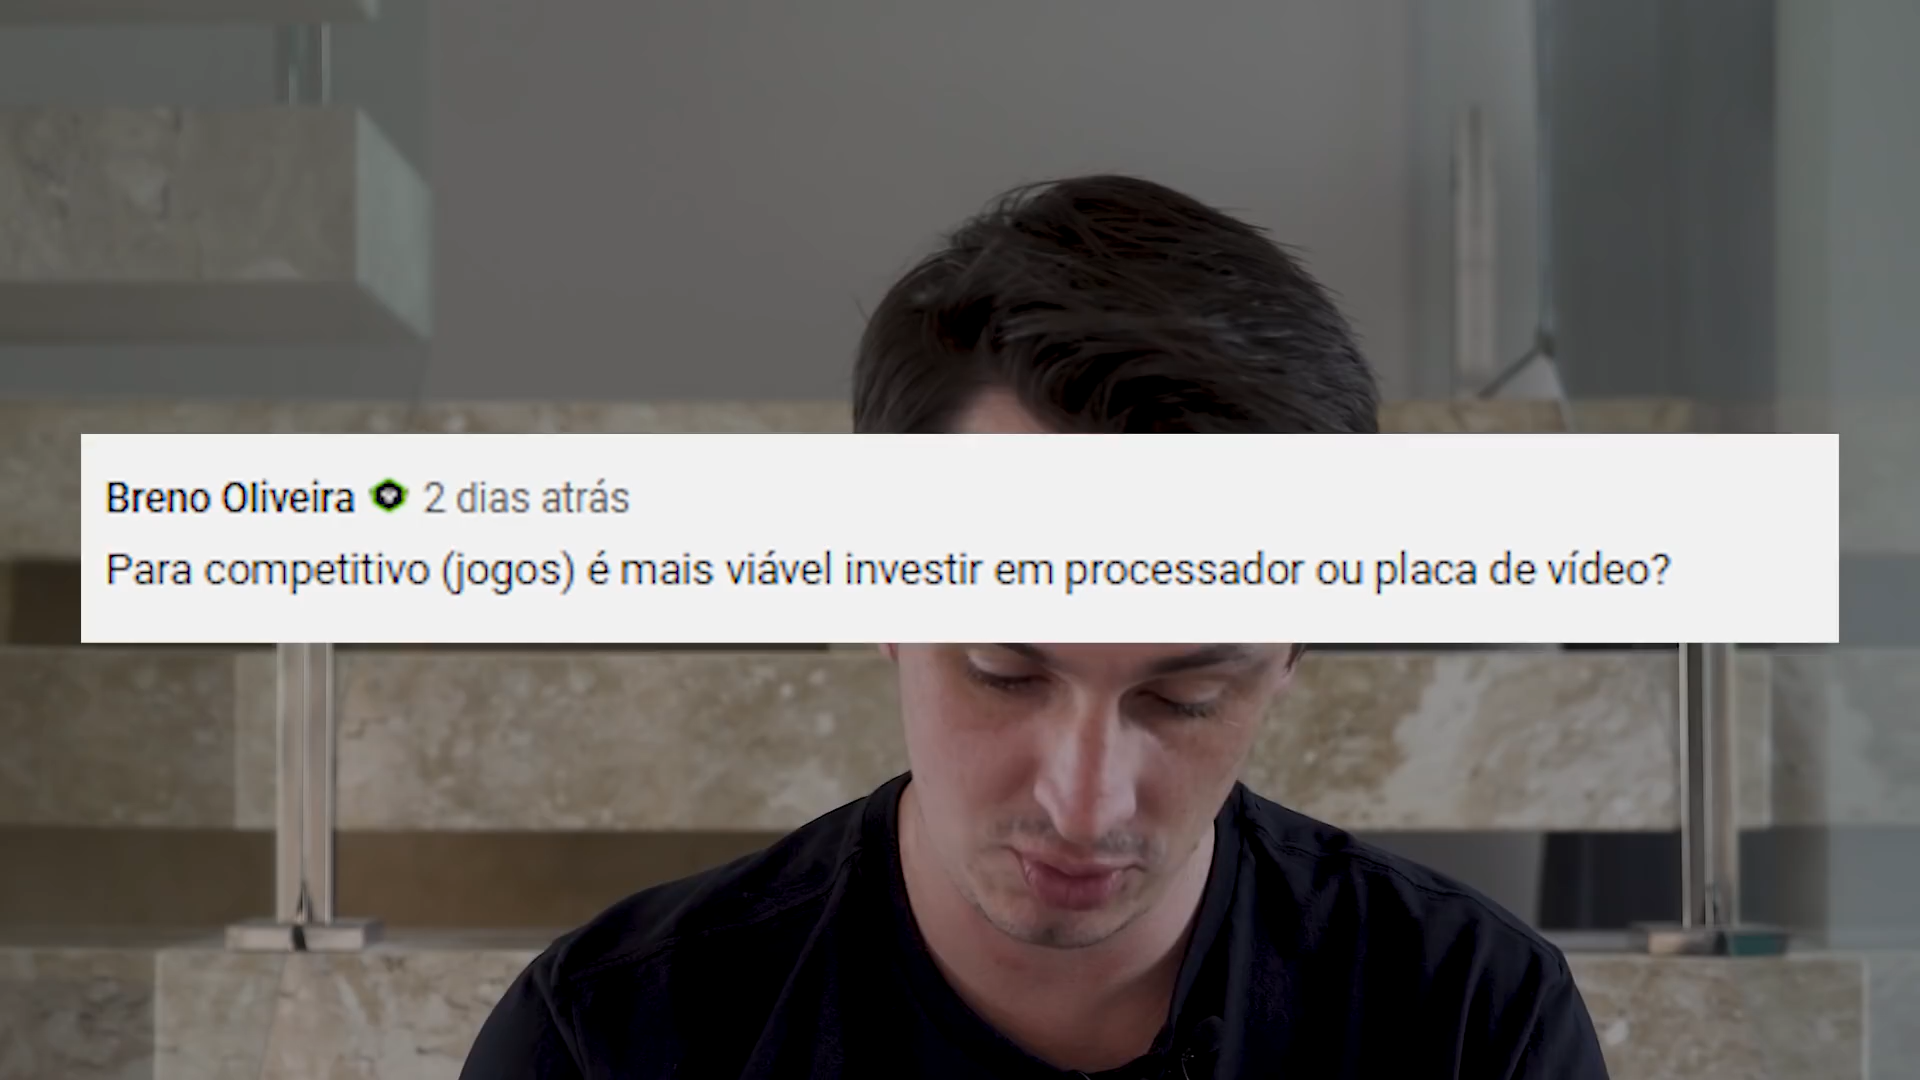 Breno Oliveira 2 dias atrás
Para competitivo (jogos) é mais viável investir em processador ou placa de vídeo?